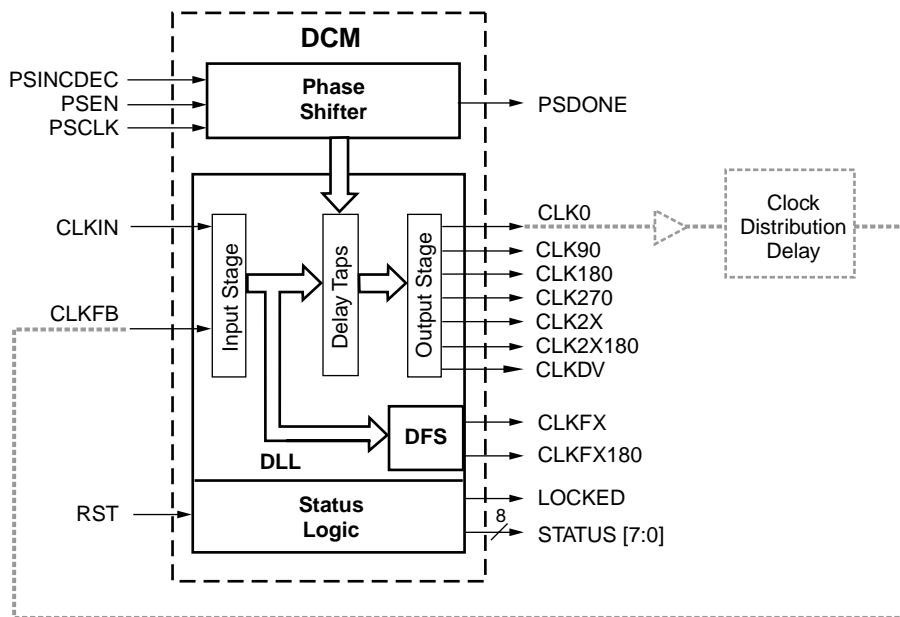 DCM
PSINCDEC
PSEN
PSCLK
Phase
Shifter
PSDONE
CLKIN
CLKFB
Input Stage
Delay Taps
Output Stage
CLK0
CLK90
CLK180
CLK270
CLK2X
CLK2X180
CLKDV
Clock
Distribution
Delay
DFS
CLKFX
CLKFX180
DLL
RST
Status
Logic
LOCKED
8
STATUS [7:0]